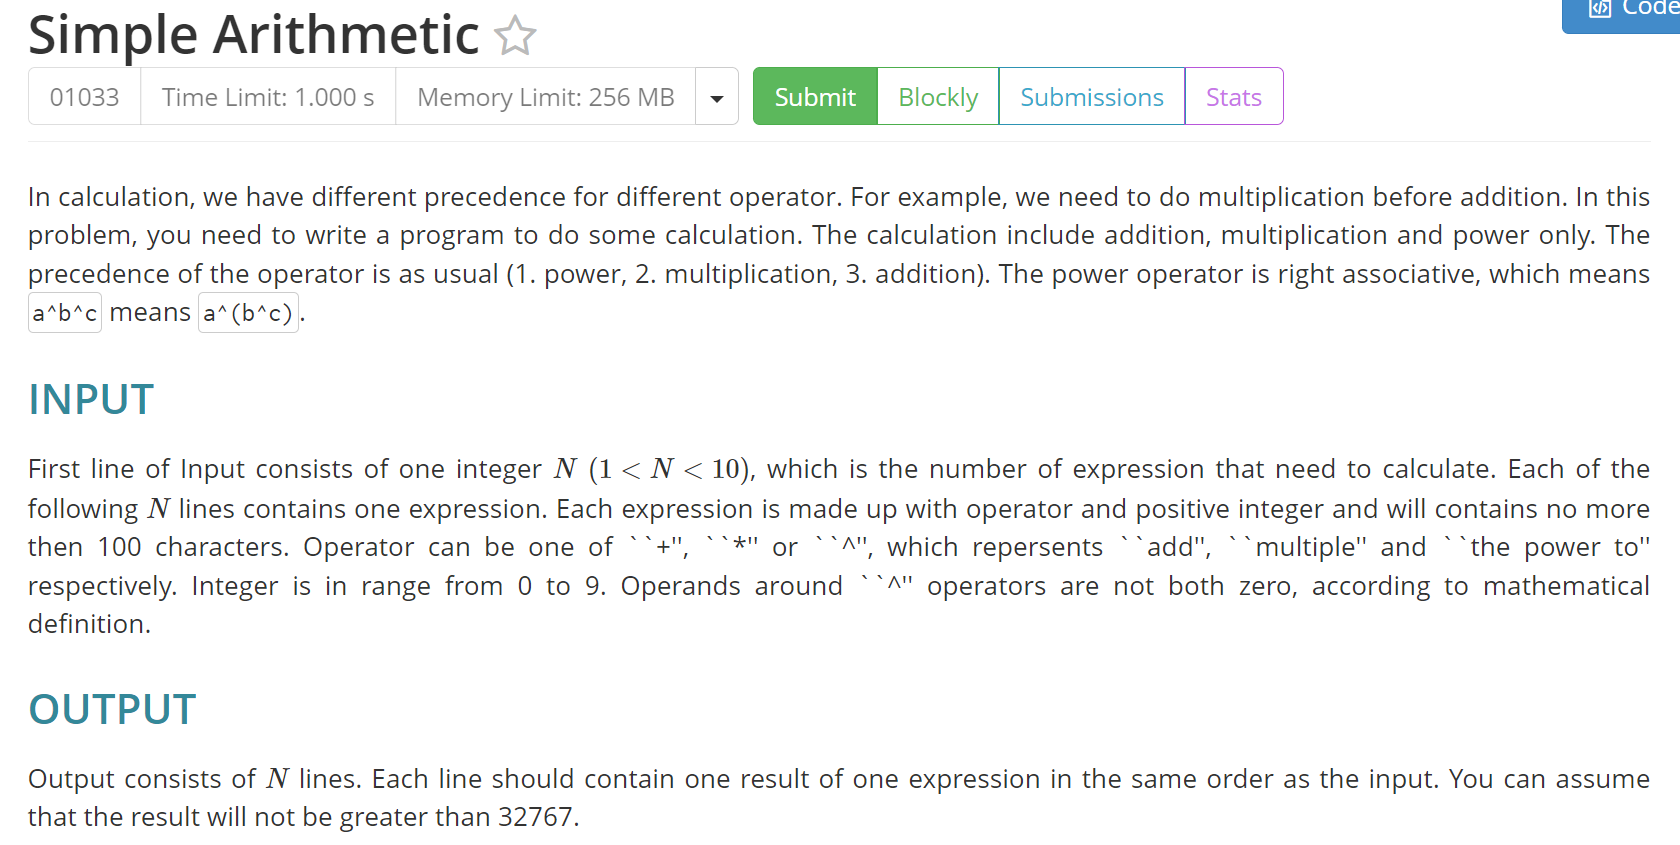 Simple Arithmetic
Code
01033 Time Limit: 1.000 s Memory Limit: 256 MB Submit Blockly Submissions Stats
In calculation, we have different precedence for different operator. For example, we need to do multiplication before addition. In this
problem, you need to write a program to do some calculation. The calculation include addition, multiplication and power only. The
precedence of the operator is as usual (1. power, 2. multiplication, 3. addition). The power operator is right associative, which means
a^b^c means a^(b^c).
INPUT
First line of Input consists of one integer N (1 < N < 10), which is the number of expression that need to calculate. Each of the
following N lines contains one expression. Each expression is made up with operator and positive integer and will contains no more
then 100 characters. Operator can be one of ``+'', ``*'' or ``^'', which repersents ``add'', ``multiple'' and ``the power to''
respectively. Integer is in range from 0 to 9. Operands around ``^'' operators are not both zero, according to mathematical
definition.
OUTPUT
Output consists of N lines. Each line should contain one result of one expression in the same order as the input. You can assume
that the result will not be greater than 32767.